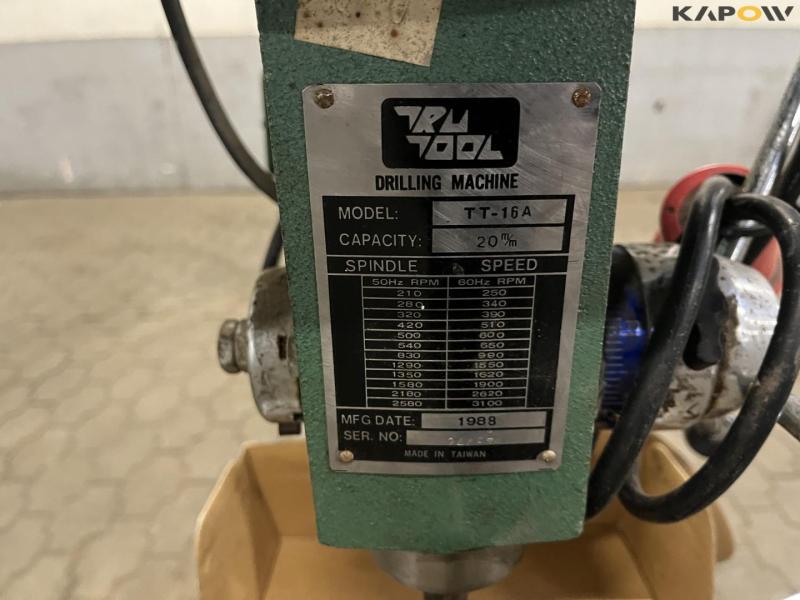 KAPOW
TRU
TOOL
DRILLING MACHINE
MODEL: TT-16A
CAPACITY: 20 m/m
SPINDLE SPEED
50Hz RPM 60Hz RPM
210 250
280 340
320 390
420 510
500 600
540 650
830 990
1290 1550
1350 1620
1580 1900
2180 2620
2580 3100
MFG DATE: 1988
SER. NO:
MADE IN TAIWAN